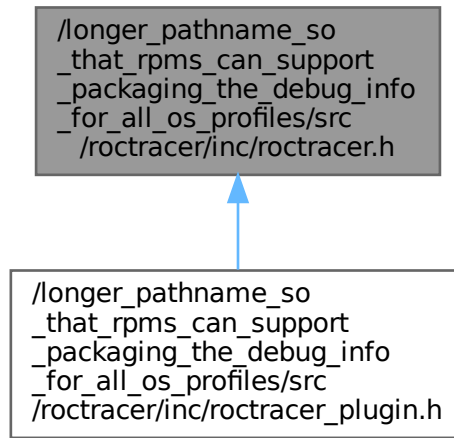 /longer_pathname_so
_that_rpms_can_support
_packaging_the_debug_info
_for_all_os_profiles/src
/roctracer/inc/roctracer.h
/longer_pathname_so
_that_rpms_can_support
_packaging_the_debug_info
_for_all_os_profiles/src
/roctracer/inc/roctracer_plugin.h